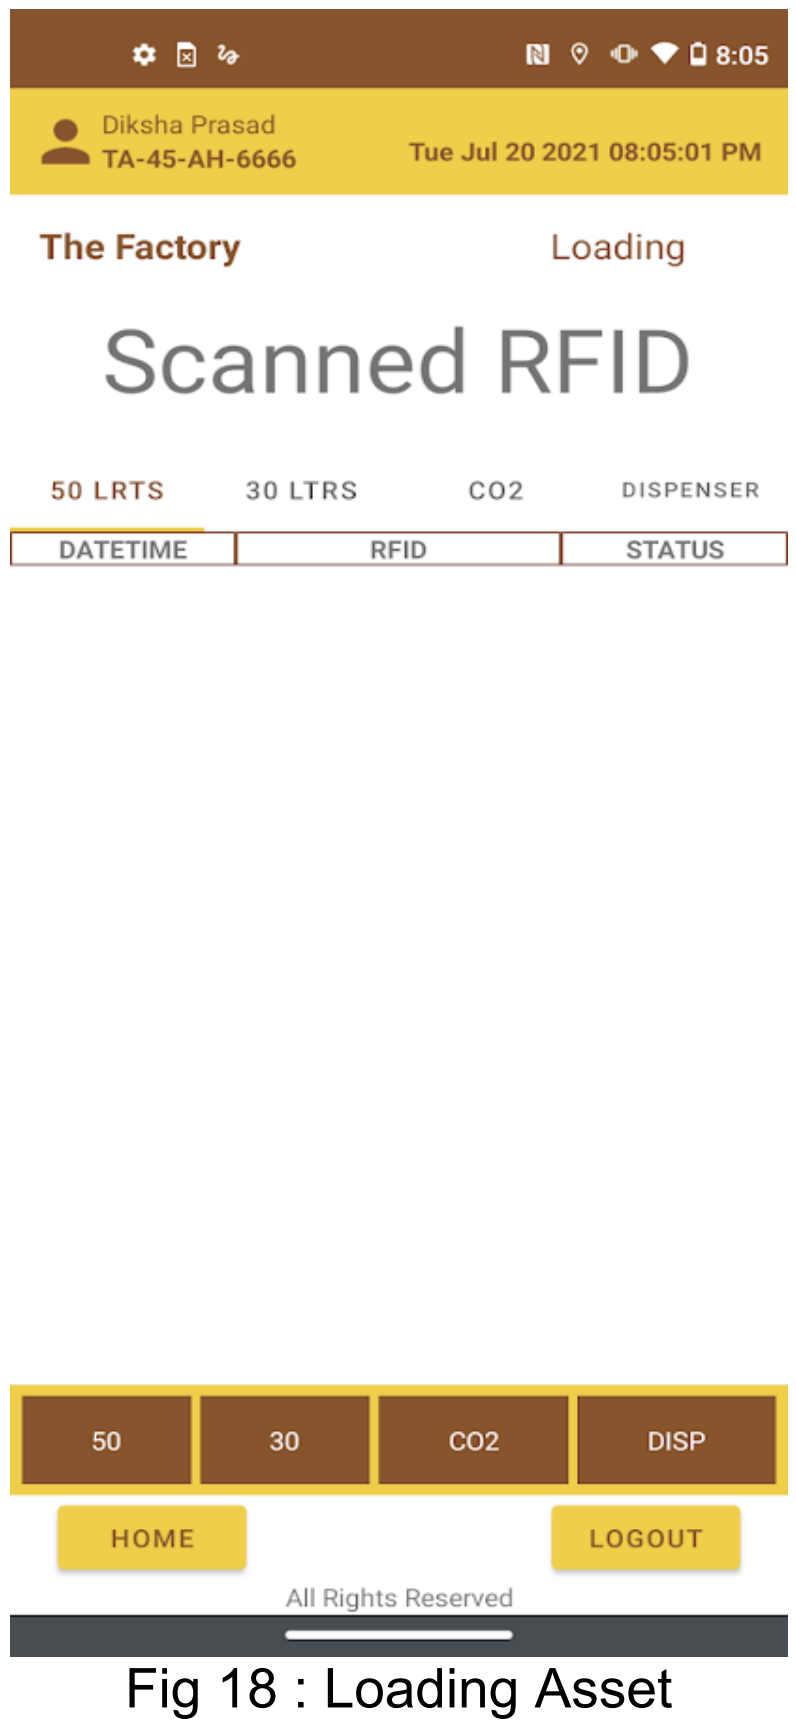 8:05
Diksha Prasad
TA-45-AH-6666
Tue Jul 20 2021 08:05:01 PM
The Factory Loading
Scanned RFID
50 LRTS 30 LTRS CO2 DISPENSER
DATETIME RFID STATUS
50 30 CO2 DISP
HOME LOGOUT
All Rights Reserved
Fig 18 : Loading Asset